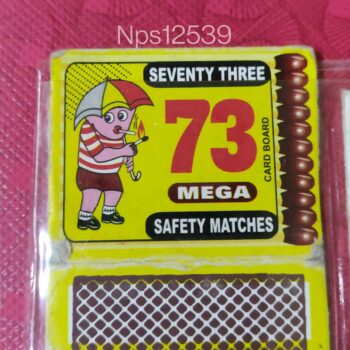 Nps12539
SEVENTY THREE
73
CARD BOARD
MEGA
SAFETY MATCHES